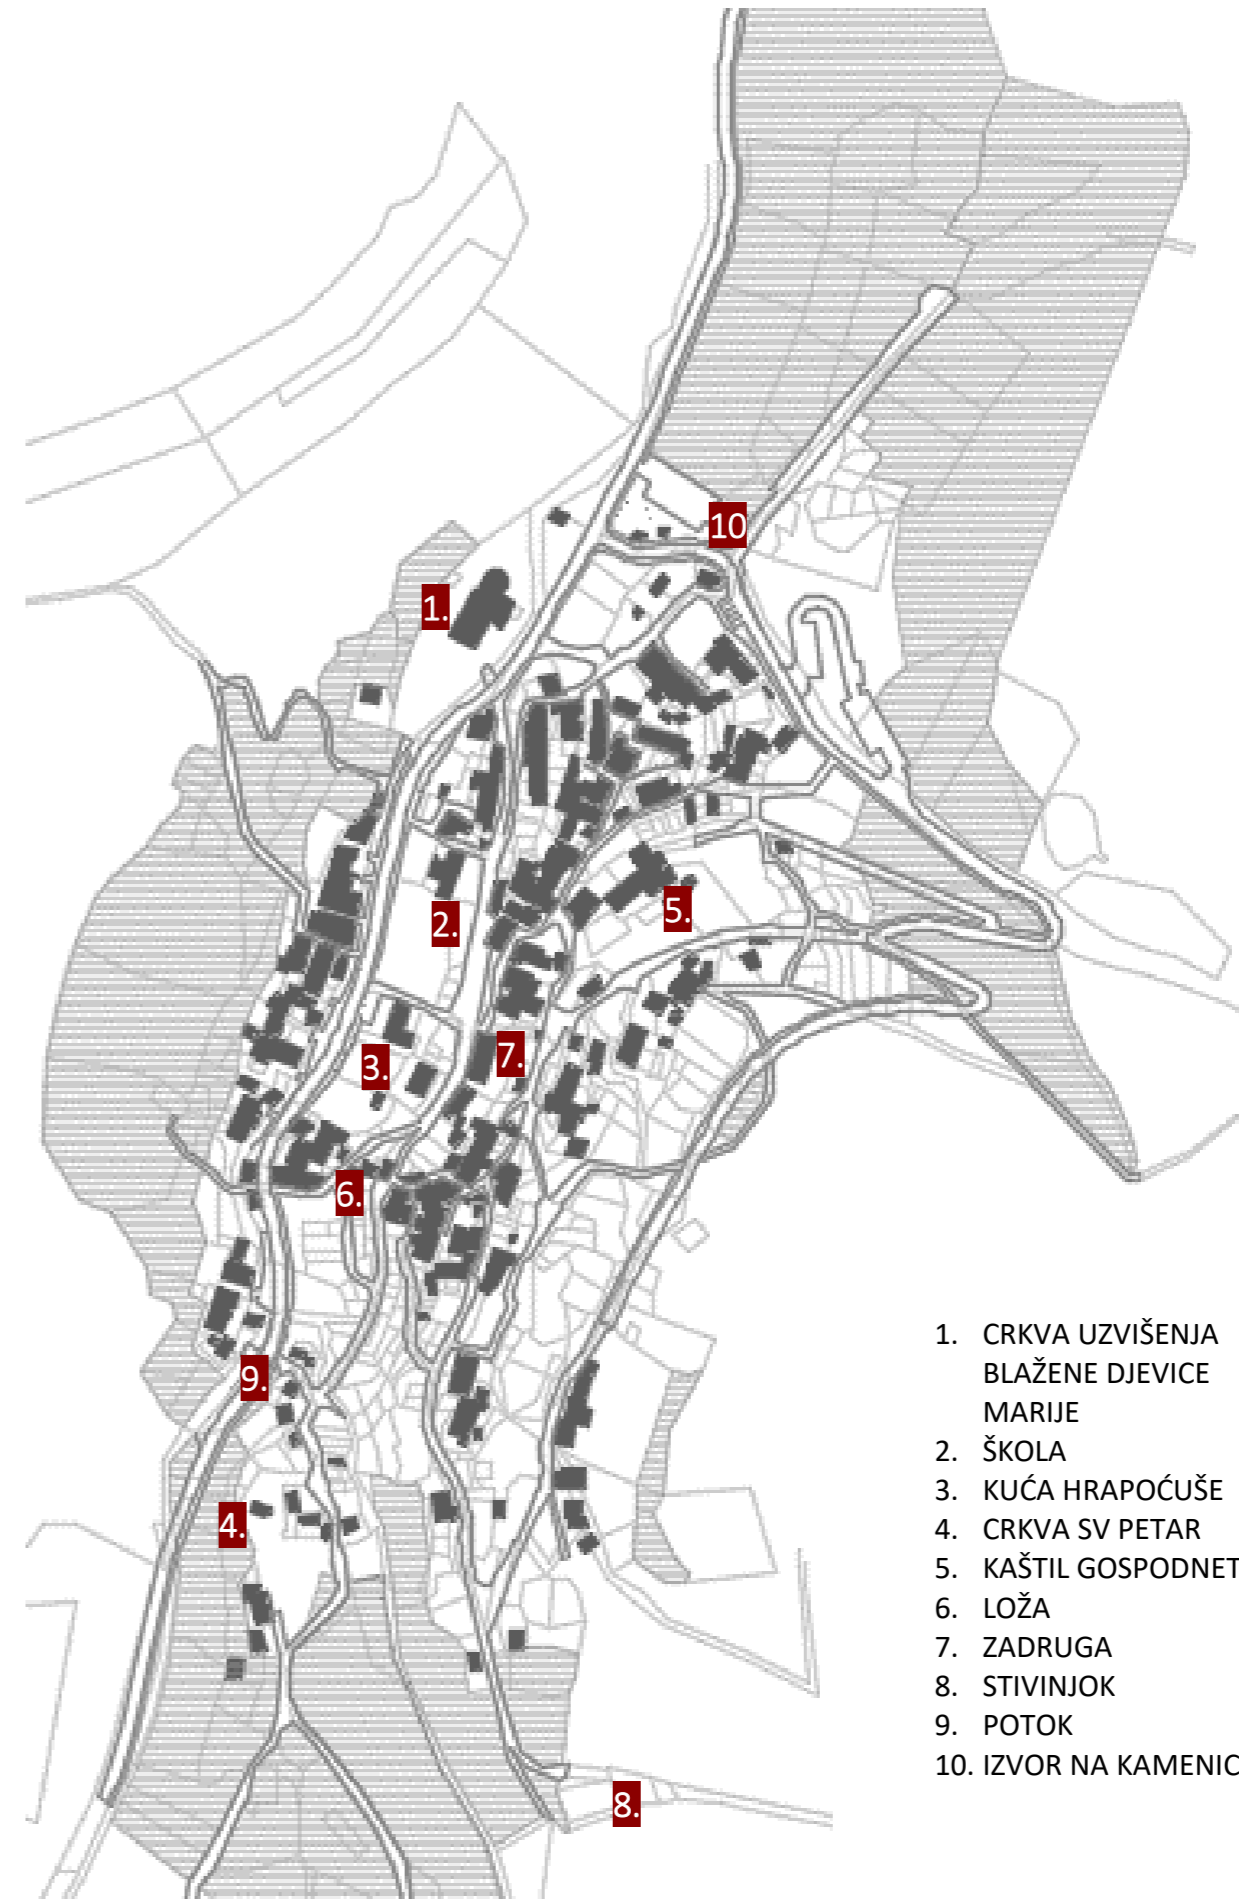 10
1.
2.
5.
7.
3.
6.
9.
4.
8.
1. CRKVA UZVIŠENJA
BLAŽENE DJEVICE
MARIJE
2. ŠKOLA
3. KUĆA HRAPOĆUŠE
4. CRKVA SV PETAR
5. KAŠTIL GOSPODNET
6. LOŽA
7. ZADRUGA
8. STIVINJOK
9. POTOK
10. IZVOR NA KAMENIC